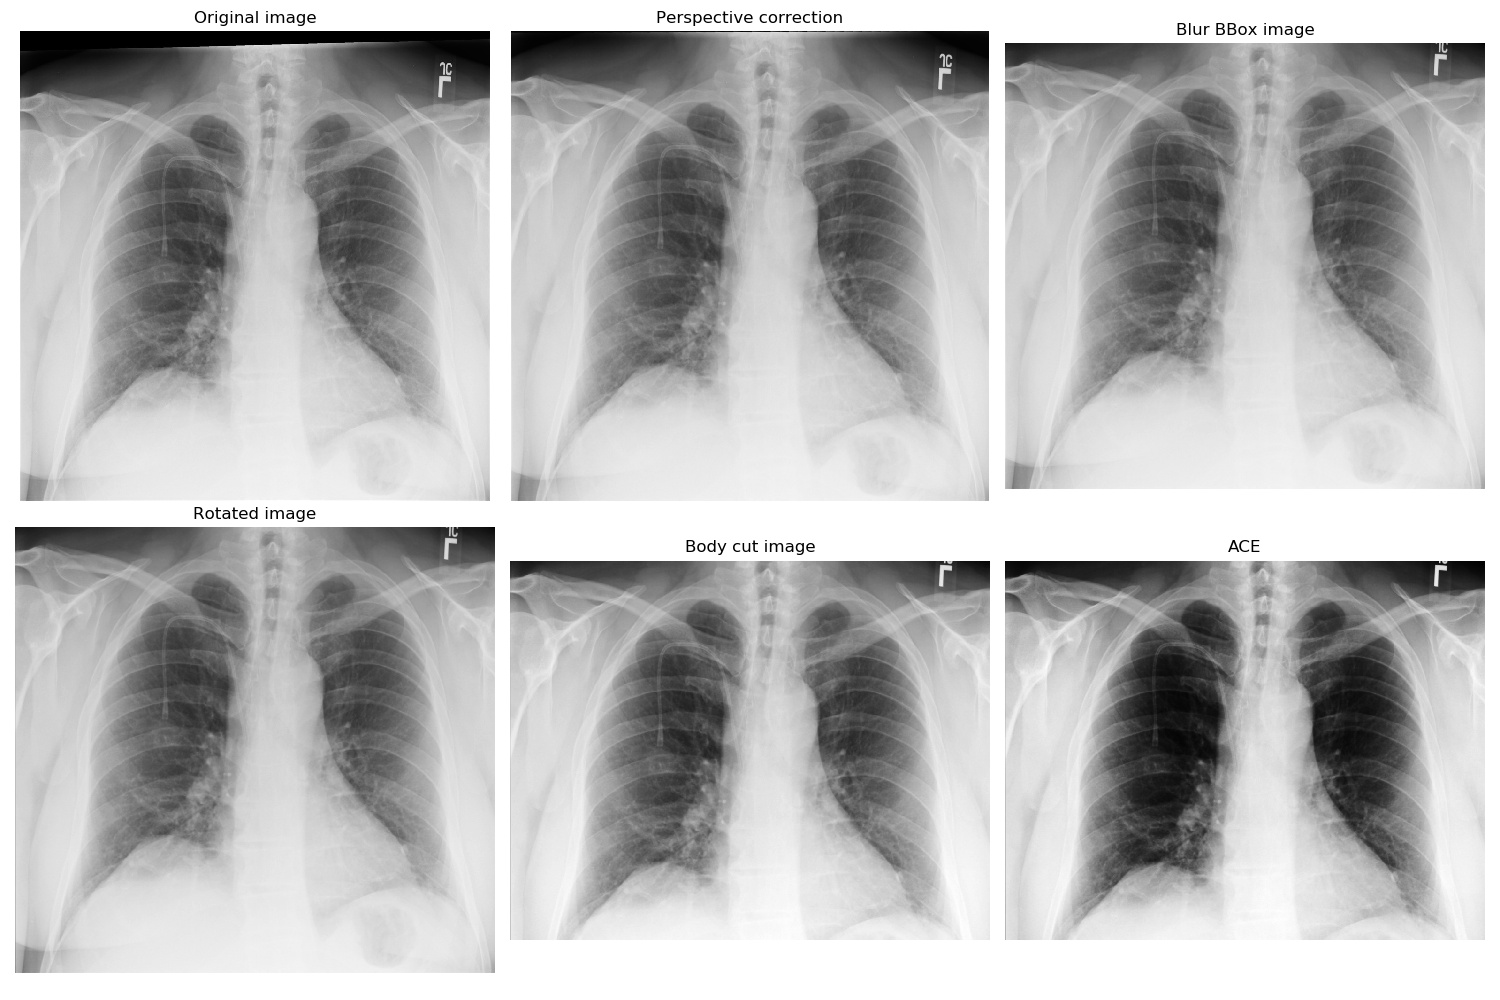 Original image
Perspective correction
Blur BBox image
L
L
L
Rotated image
Body cut image
ACE
L
L
L